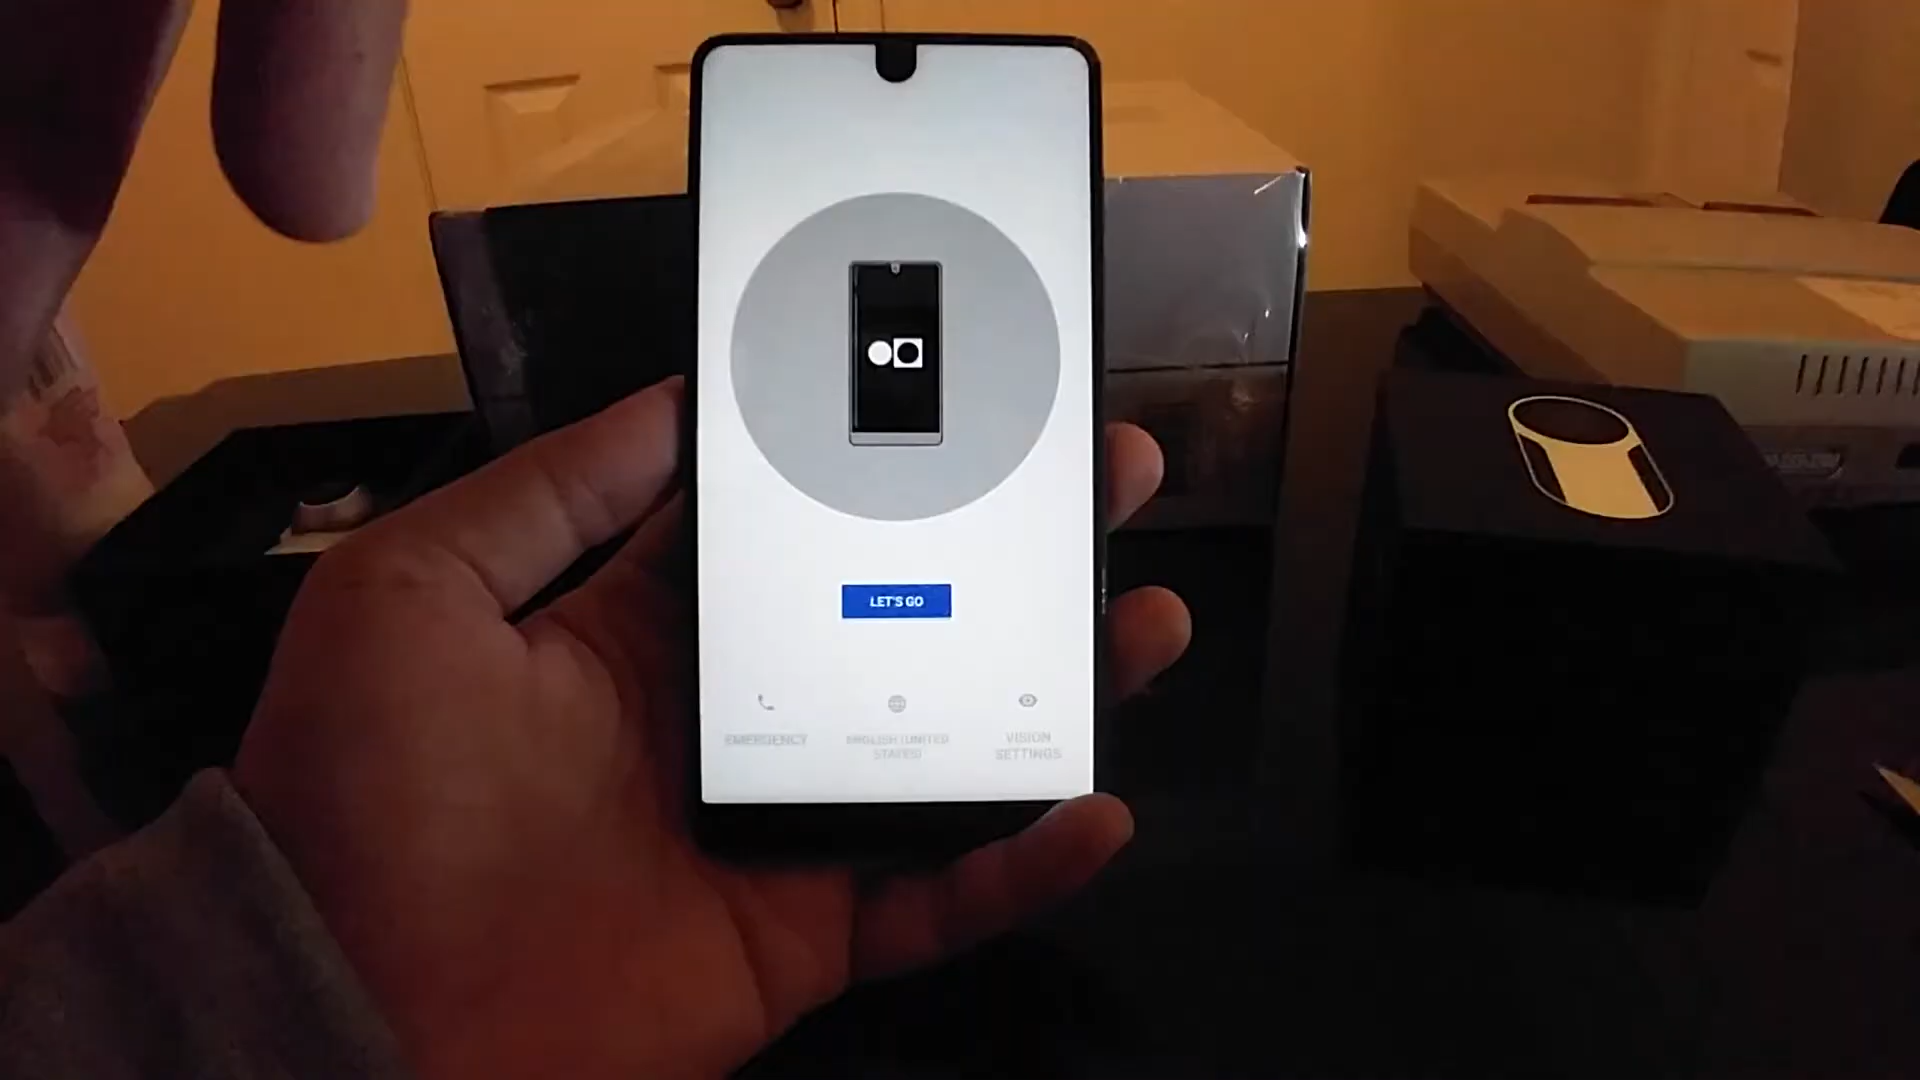 LET'S GO
EMERGENCY
ENGLISH (UNITED
STATES)
VISION
SETTINGS